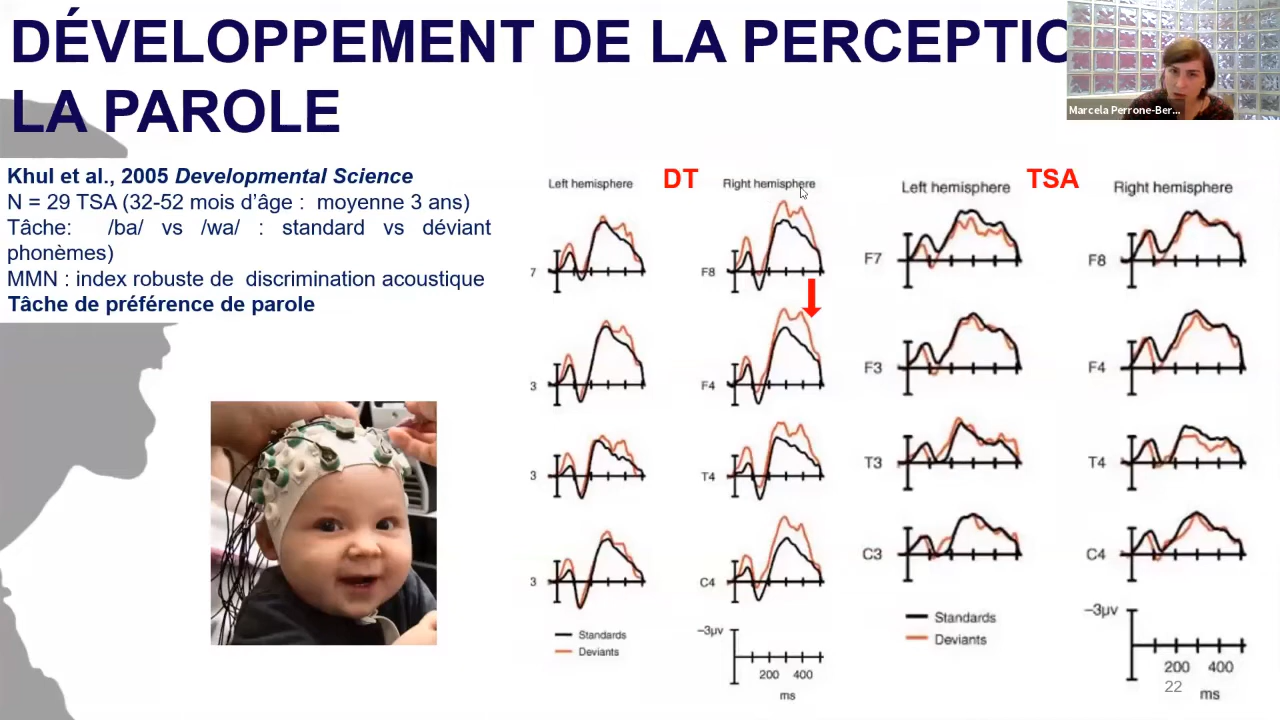 DÉVELOPPEMENT DE LA PERCEPTIO
LA PAROLE
Marcela Perrone-Ber...
Khul et al., 2005 Developmental Science
N = 29 TSA (32-52 mois d'âge : moyenne 3 ans)
Tâche: /ba/ vs /wa/ : standard vs déviant
phonèmes)
MMN : index robuste de discrimination acoustique
Tâche de préférence de parole
Left hemisphere
DT
Right hemisphere
Left hemisphere
TSA
Right hemisphere
7
F8
F7
F8
3
F4
F3
F4
3
T4
T3
T4
3
C4
C3
C4
Standards
Deviants
−3μv
200 400
ms
Standards
Deviants
−3μv
200 400
ms
22